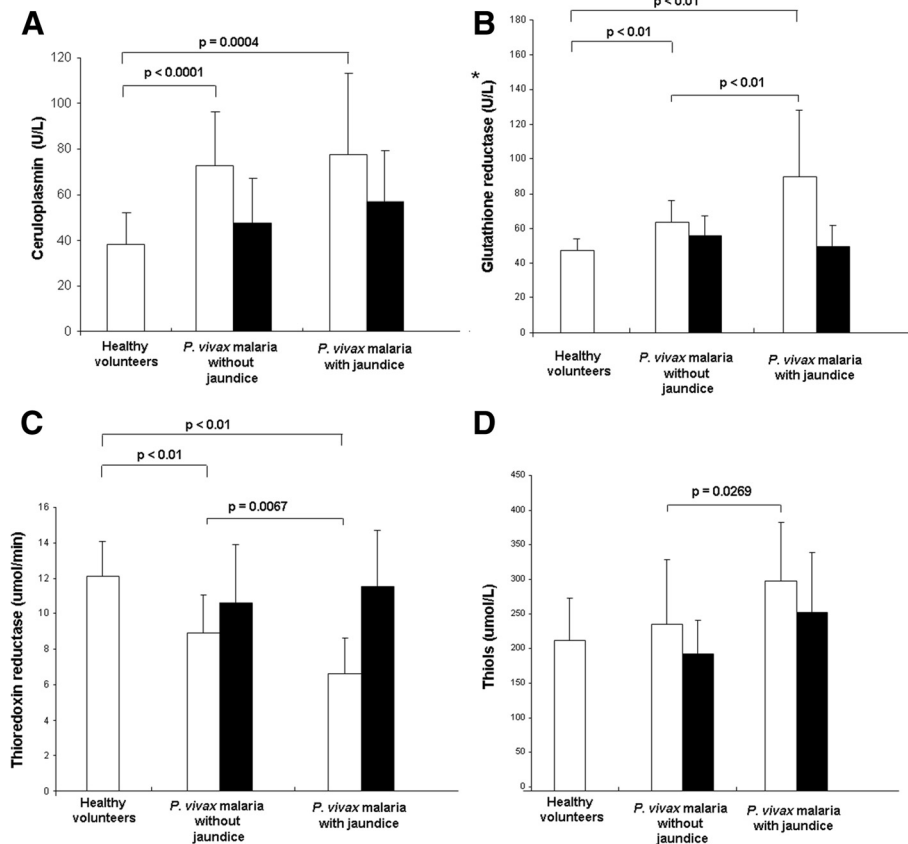 A
p = 0.0004
p < 0.0001
Ceruloplasmin (U/L)
120
100
80
60
40
20
0
Healthy
volunteers
P. vivax malaria
without
jaundice
P. vivax malaria
with jaundice
B
p < 0.01
p < 0.01
p < 0.01
Glutathione reductase (U/L)*
180
160
140
120
100
80
60
40
20
0
Healthy
volunteers
P. vivax malaria
without
jaundice
P. vivax malaria
with jaundice
C
p < 0.01
p < 0.01
p = 0.0067
Thioredoxin reductase (umol/min)
16
14
12
10
8
6
4
2
0
Healthy
volunteers
P. vivax malaria
without
jaundice
P. vivax malaria
with jaundice
D
p = 0.0269
Thiols (umol/L)
450
400
350
300
250
200
150
100
50
0
Healthy
volunteers
P. vivax malaria
without
jaundice
P. vivax malaria
with jaundice